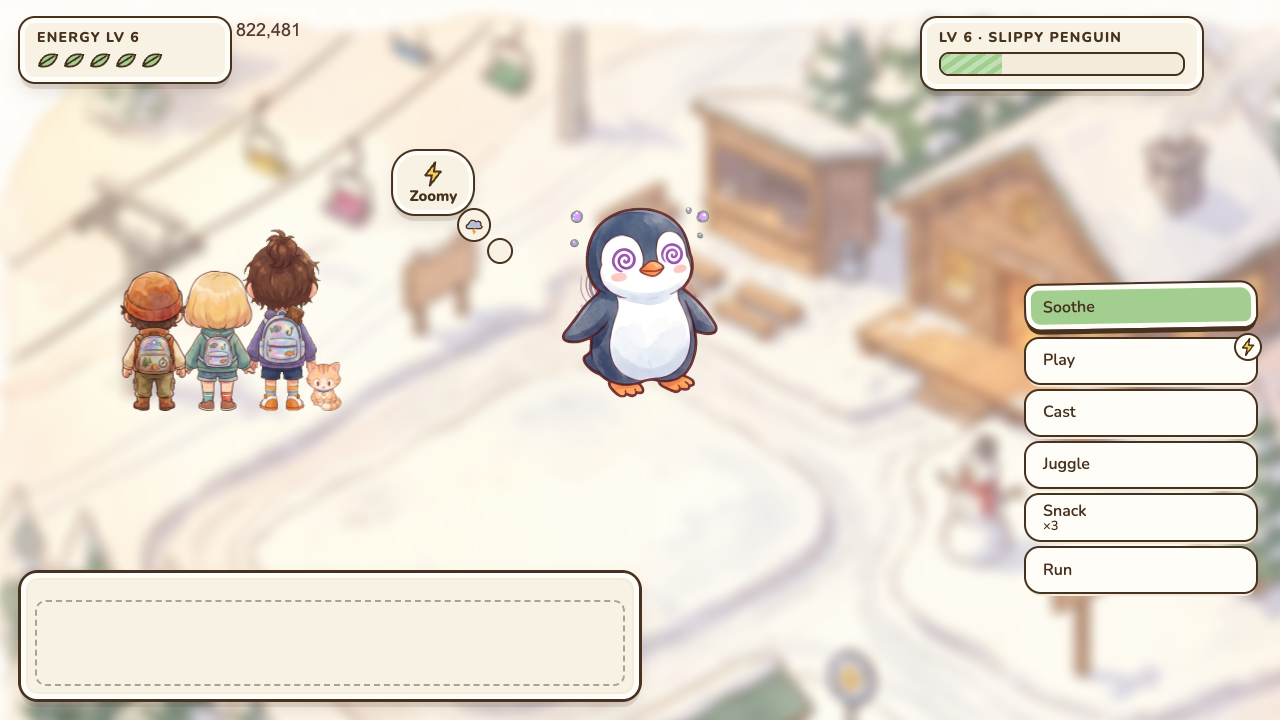 ENERGY LV 6
822,481
LV 6 · SLIPPY PENGUIN
Zoomy
Soothe
Play
Cast
Juggle
Snack
×3
Run